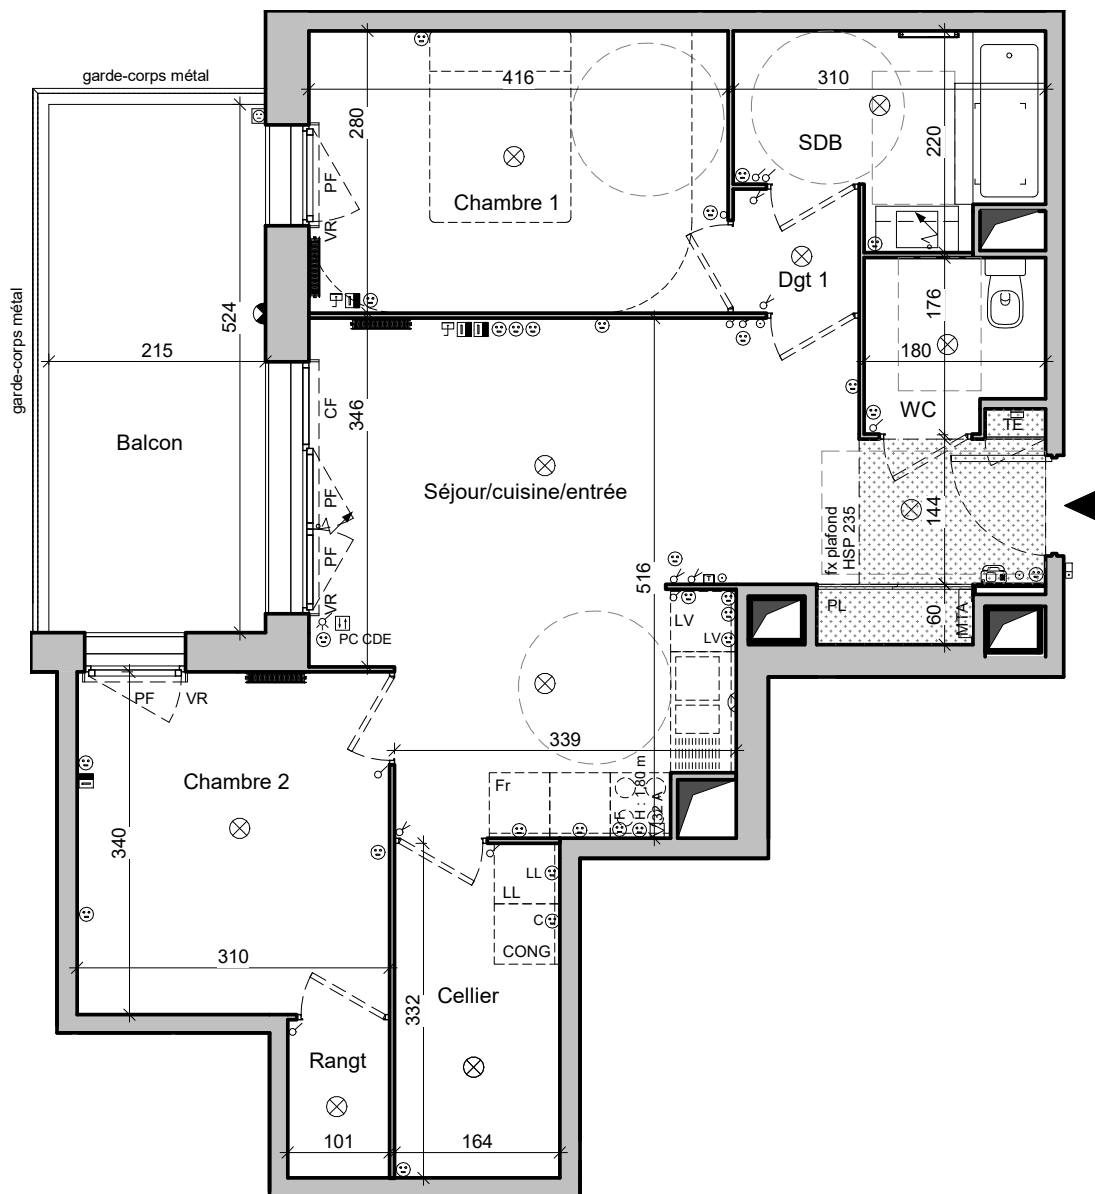 garde-corps métal
416
310
280
SDB
220
PF
Chambre 1
VR
Dgt 1
176
524
garde-corps métal
215
180
CF
346
WC
TE
Balcon
Séjour/cuisine/entrée
PF
fx plafond
HSP 235
144
PF
516
VR
PL
MTA
60
LV
LV
PC CDE
PF
VR
339
Chambre 2
Fr
H : 1.80 m
32 A
340
LL
LL
C
CONG
310
332
Cellier
Rangt
101
164